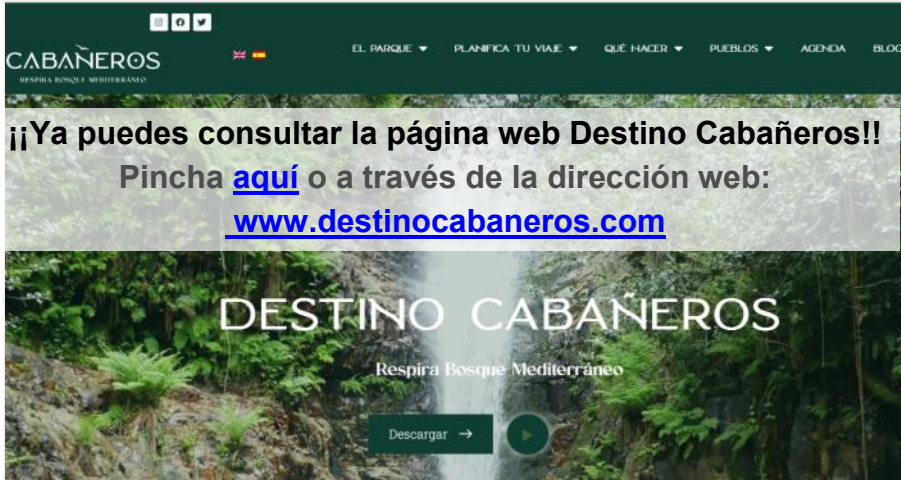 CABAÑEROS
RESPIRA BOSQUE MEDITERRÁNEO
EL PARQUE
PLANIFICA TU VIAJE
QUÉ HACER
PUEBLOS
AGENDA
BLOG
¡¡Ya puedes consultar la página web Destino Cabañeros!!
Pincha aquí o a través de la dirección web:
www.destinocabaneros.com
DESTINO CABAÑEROS
Respira Bosque Mediterráneo
Descargar →